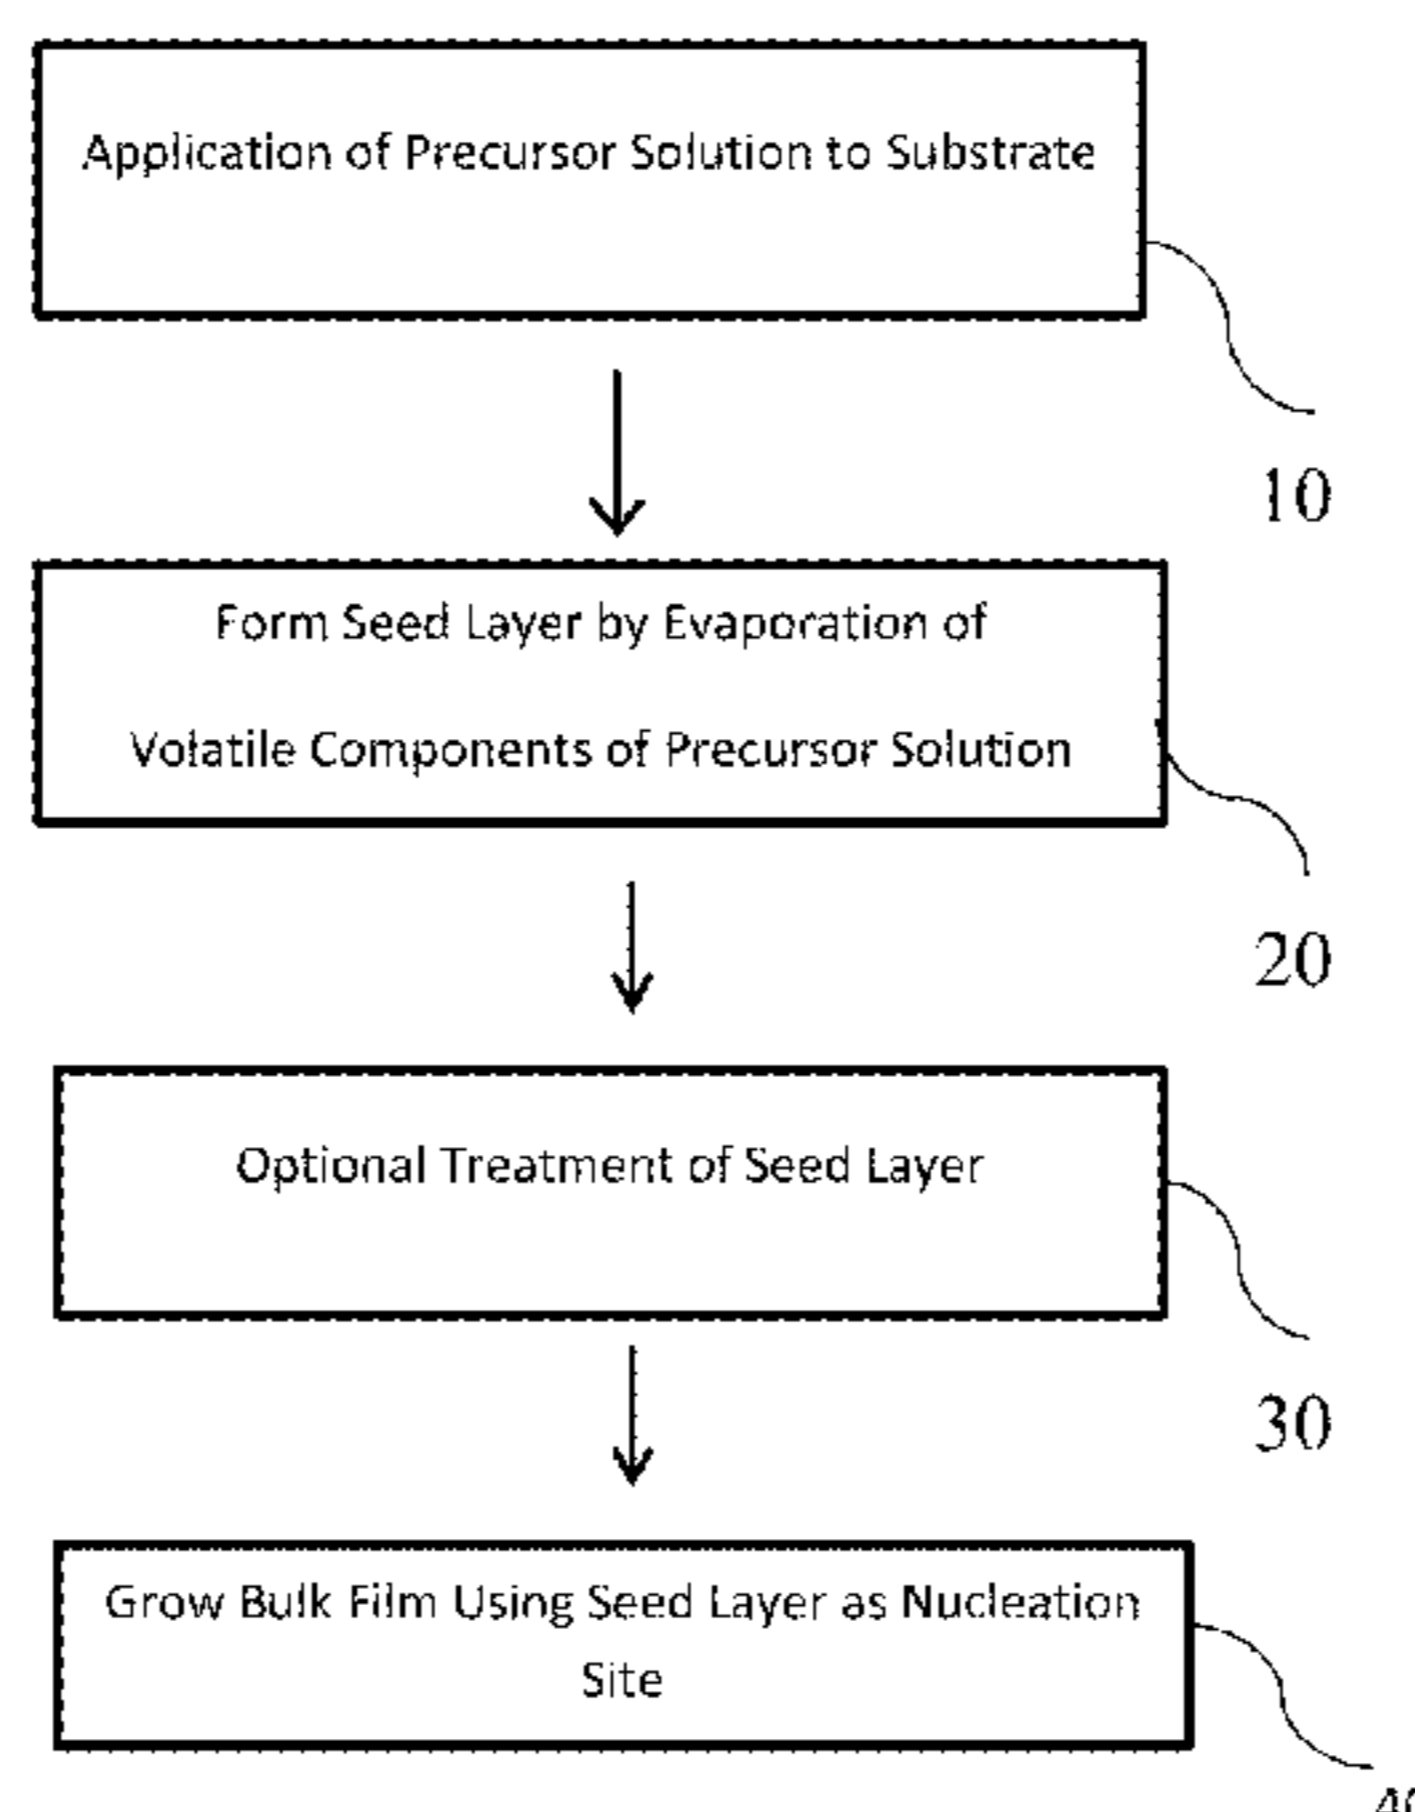 Application of Precursor Solution to Substrate
10
Form Seed Layer by Evaporation of
Volatile Components of Precursor Solution
20
Optional Treatment of Seed Layer
30
Grow Bulk Film Using Seed Layer as Nucleation
Site